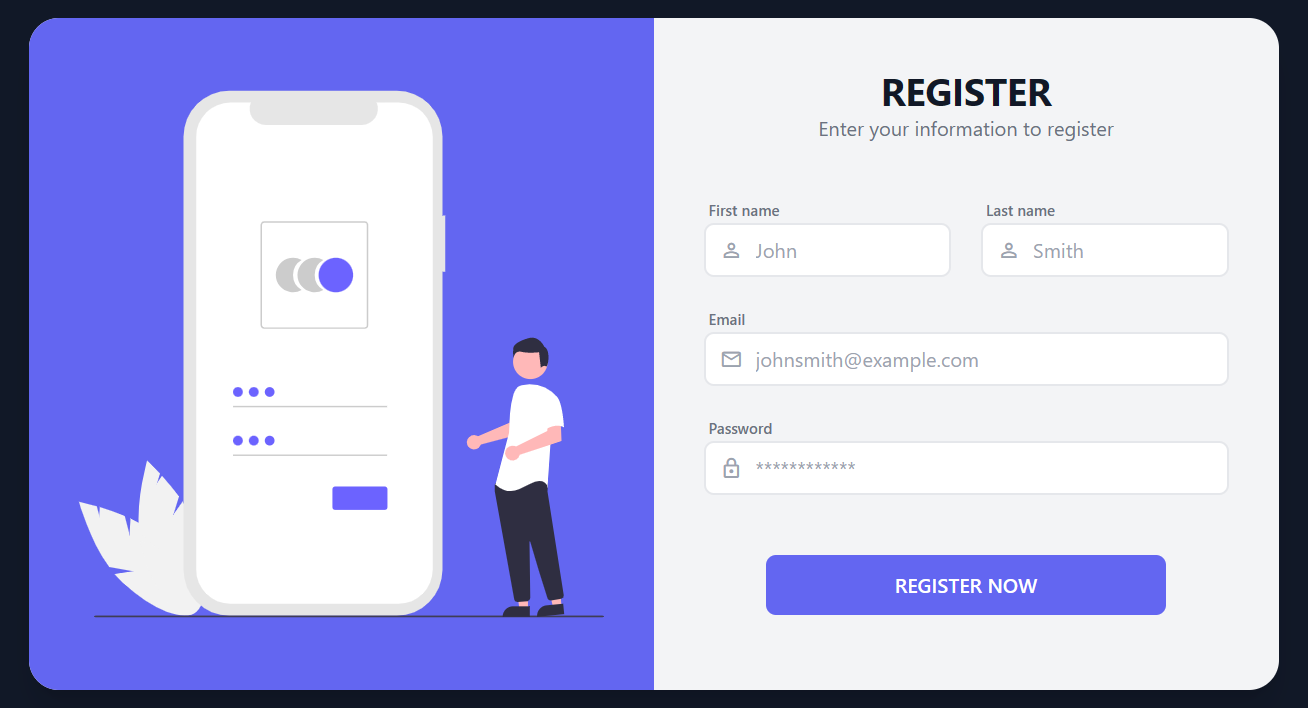 REGISTER
Enter your information to register
First name
Last name
John
Smith
Email
johnsmith@example.com
Password
************
REGISTER NOW